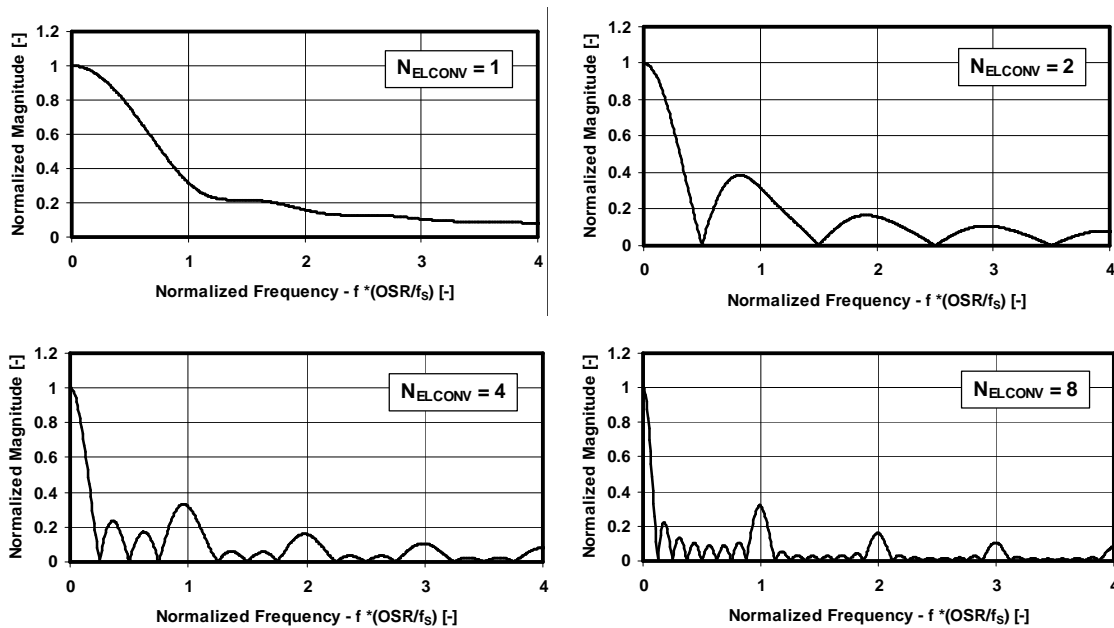 Normalized Magnitude [-]
1.2
1
0.8
0.6
0.4
0.2
0
N_ELCONV = 1
0 1 2 3 4
Normalized Frequency - f *(OSR/fS) [-]
Normalized Magnitude [-]
1.2
1
0.8
0.6
0.4
0.2
0
N_ELCONV = 2
0 1 2 3 4
Normalized Frequency - f *(OSR/fS) [-]
Normalized Magnitude [-]
1.2
1
0.8
0.6
0.4
0.2
0
N_ELCONV = 4
0 1 2 3 4
Normalized Frequency - f *(OSR/fS) [-]
Normalized Magnitude [-]
1.2
1
0.8
0.6
0.4
0.2
0
N_ELCONV = 8
0 1 2 3 4
Normalized Frequency - f *(OSR/fS) [-]